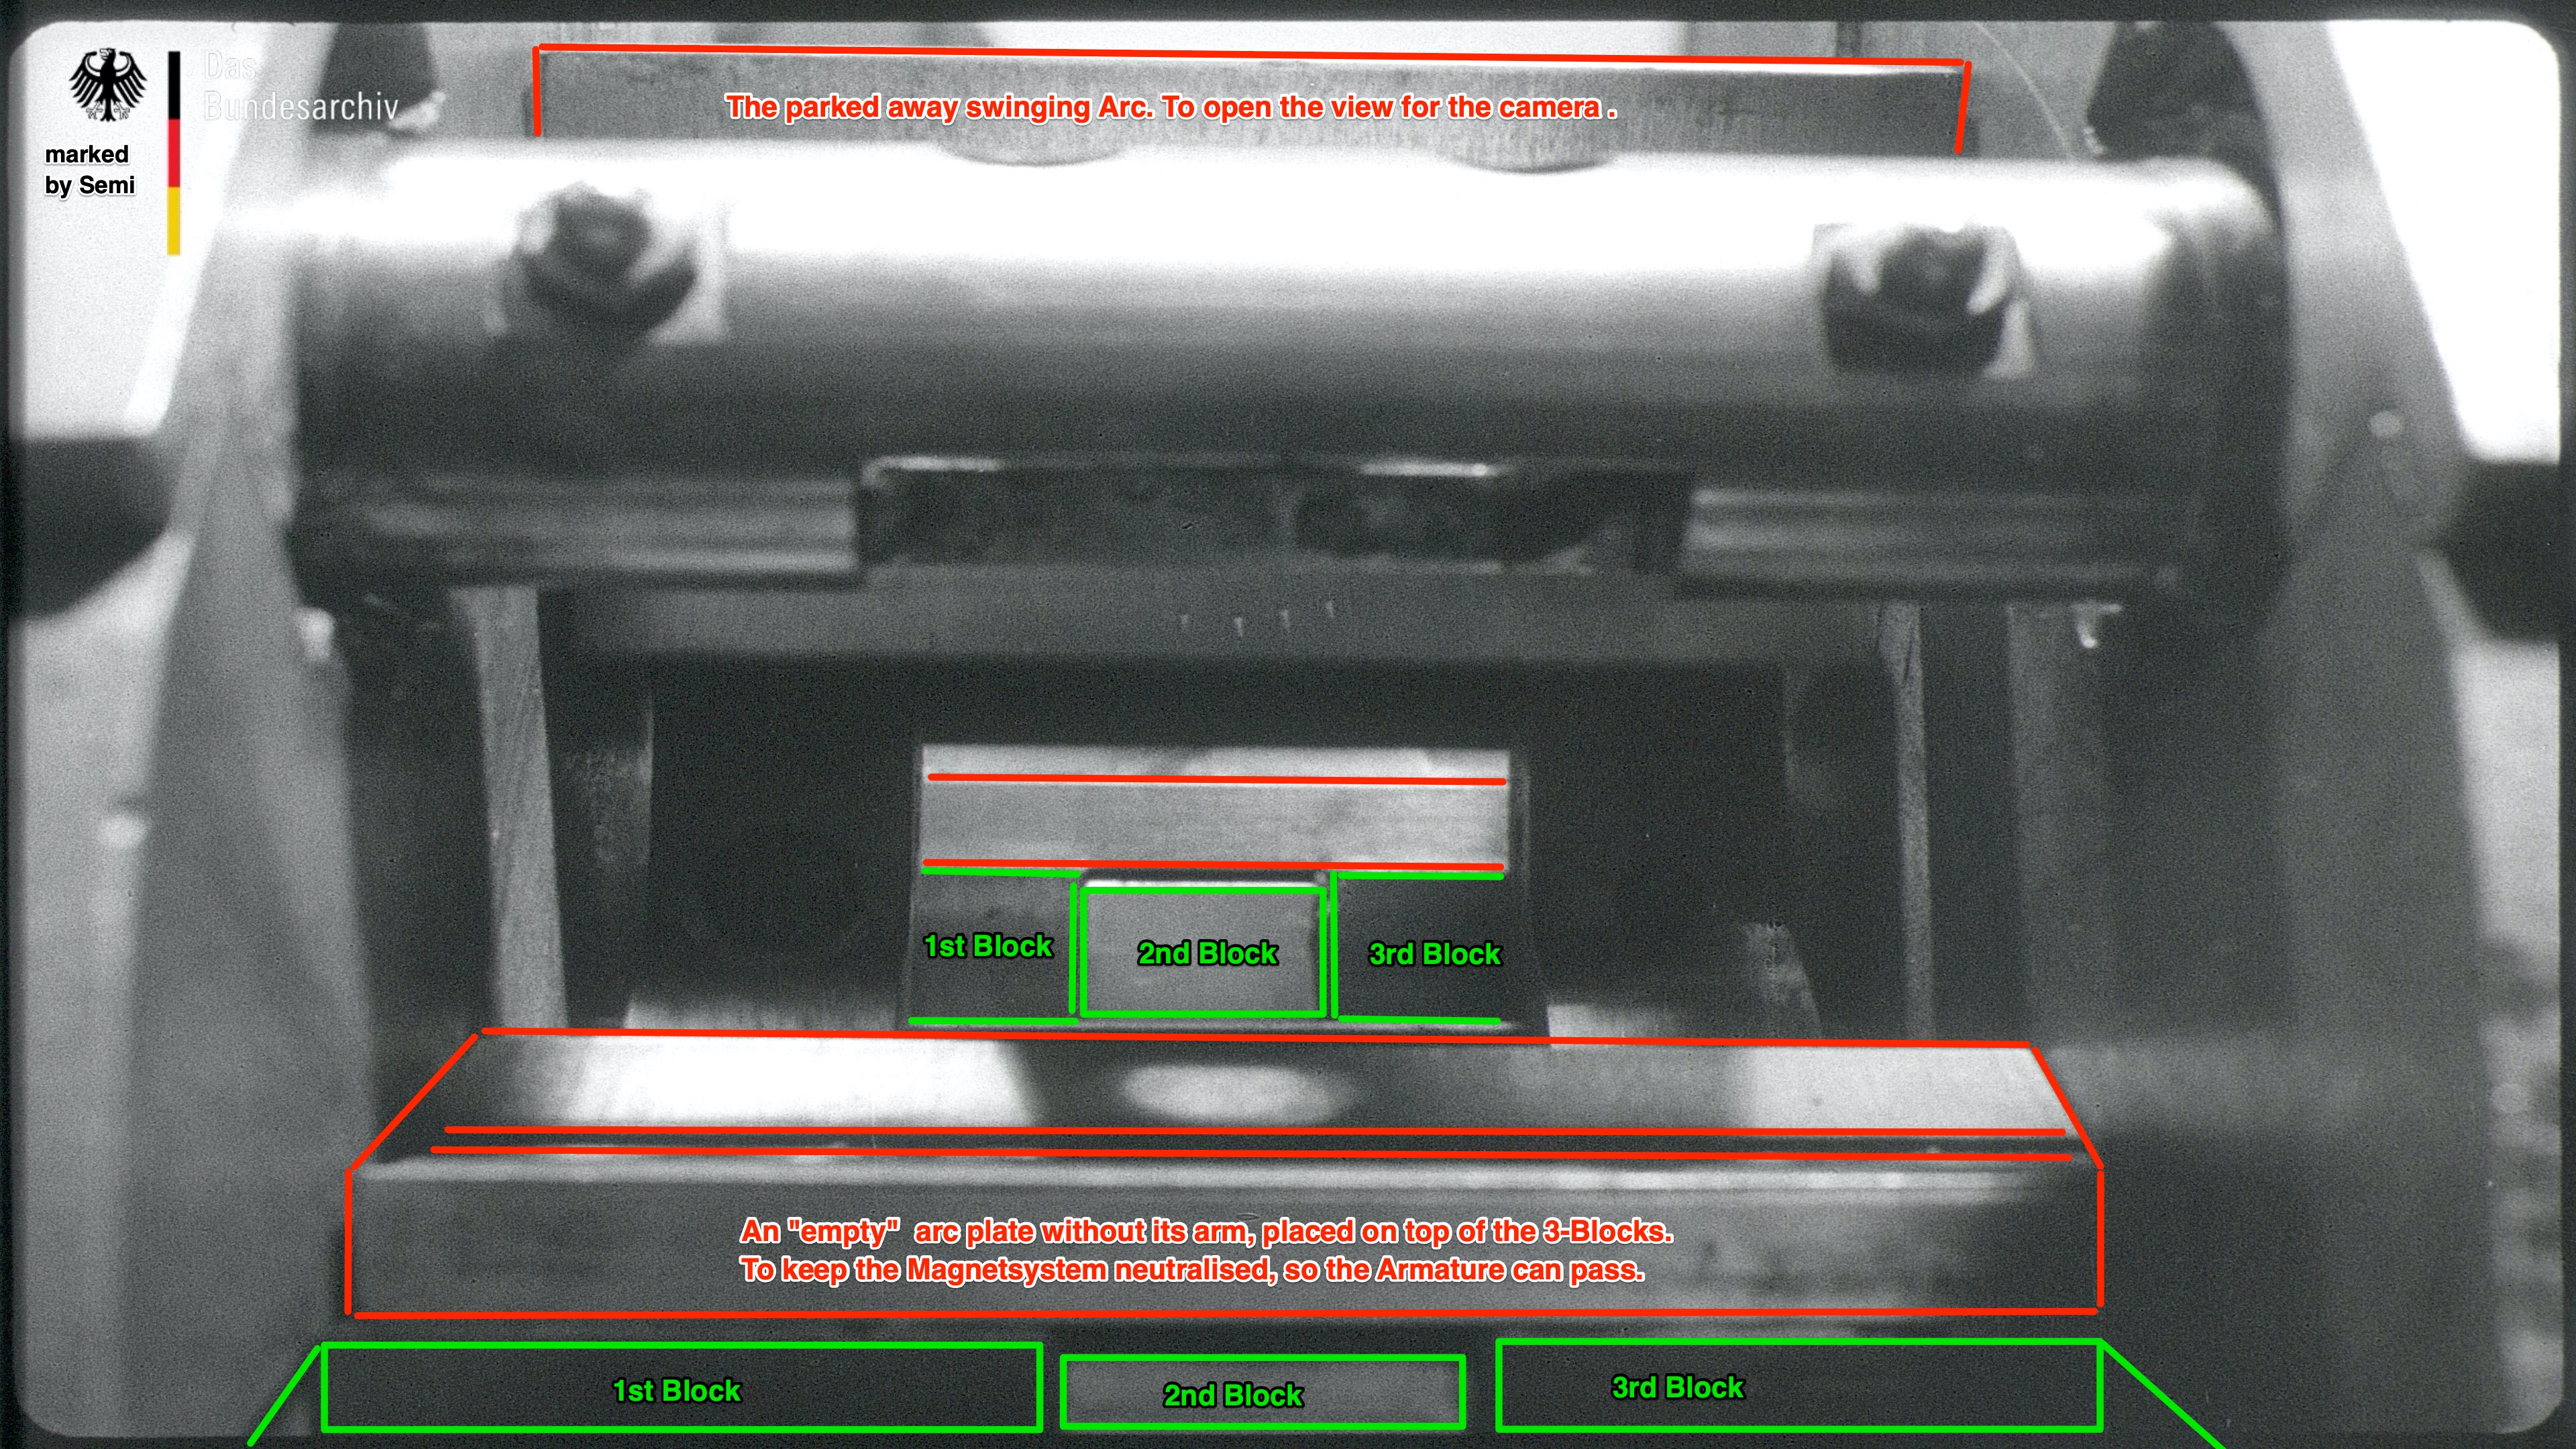 Das
Bundesarchiv
marked
by Semi
The parked away swinging Arc. To open the view for the camera .
1st Block
2nd Block
3rd Block
An "empty"  arc plate without its arm, placed on top of the 3-Blocks.
To keep the Magnetsystem neutralised, so the Armature can pass.
1st Block
2nd Block
3rd Block